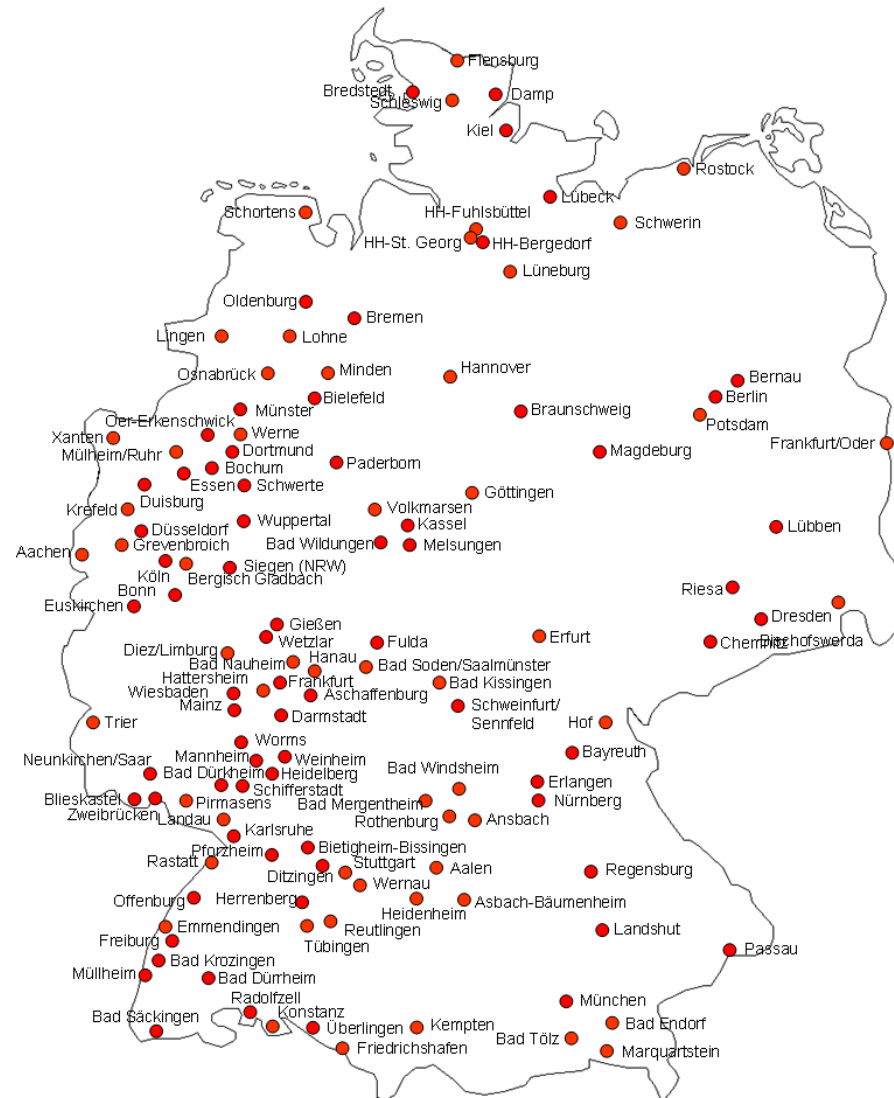 Flensburg
Bredstedt
Schleswig
Damp
Kiel
Rostock
Lübeck
Schortens
HH-Fuhlsbüttel
Schwerin
HH-St. Georg
HH-Bergedorf
Lüneburg
Oldenburg
Bremen
Lingen
Lohne
Osnabrück
Minden
Hannover
Bernau
Berlin
Bielefeld
Münster
Braunschweig
Potsdam
Oer-Erkenschwick
Xanten
Werne
Frankfurt/Oder
Mülheim/Ruhr
Dortmund
Magdeburg
Bochum
Paderborn
Essen
Schwerte
Göttingen
Duisburg
Krefeld
Volkmarsen
Wuppertal
Kassel
Lübben
Düsseldorf
Grevenbroich
Bad Wildungen
Melsungen
Aachen
Köln
Bergisch Gladbach
Siegen (NRW)
Bonn
Riesa
Euskirchen
Dresden
Gießen
Bischofswerda
Wetzlar
Fulda
Erfurt
Chemnitz
Diez/Limburg
Bad Nauheim
Hanau
Bad Soden/Saalmünster
Hattersheim
Frankfurt
Bad Kissingen
Wiesbaden
Aschaffenburg
Mainz
Schweinfurt/
Sennfeld
Darmstadt
Trier
Hof
Worms
Bayreuth
Neunkirchen/Saar
Mannheim
Weinheim
Bad Dürkheim
Heidelberg
Bad Windsheim
Erlangen
Schifferstadt
Blieskastel
Zweibrücken
Pirmasens
Bad Mergentheim
Nürnberg
Landau
Rothenburg
Ansbach
Karlsruhe
Bietigheim-Bissingen
Pforzheim
Rastatt
Ditzingen
Stuttgart
Aalen
Regensburg
Wernau
Offenburg
Herrenberg
Heidenheim
Asbach-Bäumenheim
Emmendingen
Reutlingen
Tübingen
Landshut
Freiburg
Passau
Bad Krozingen
Müllheim
Bad Dürrheim
Radolfzell
München
Bad Säckingen
Konstanz
Überlingen
Kempten
Bad Endorf
Bad Tölz
Friedrichshafen
Marquartstein